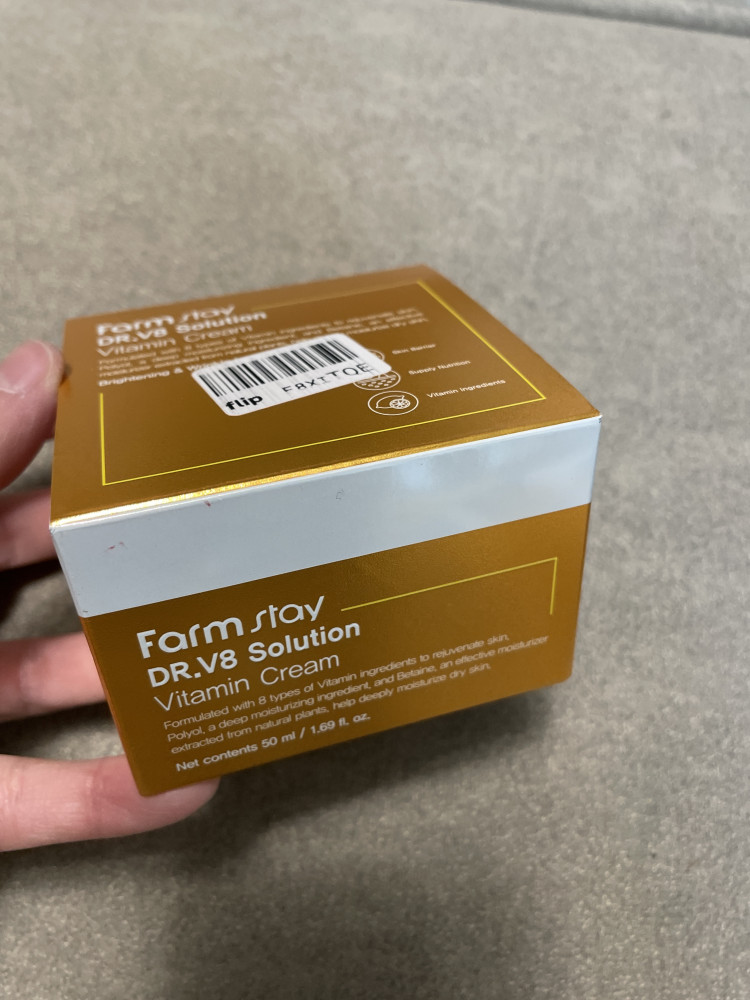 Farm stay
DR.V8 Solution
Vitamin Cream
Brightening &
Skin Barrier
Supply Nutrition
Vitamin Ingredients
flip
Farm stay
DR.V8 Solution
Vitamin Cream
Formulated with 8 types of Vitamin ingredients to rejuvenate skin,
Polyol, a deep moisturizing ingredient, and Betaine, an effective moisturizer
extracted from natural plants, help deeply moisturize dry skin.
Net contents 50 ml / 1.69 fl. oz.